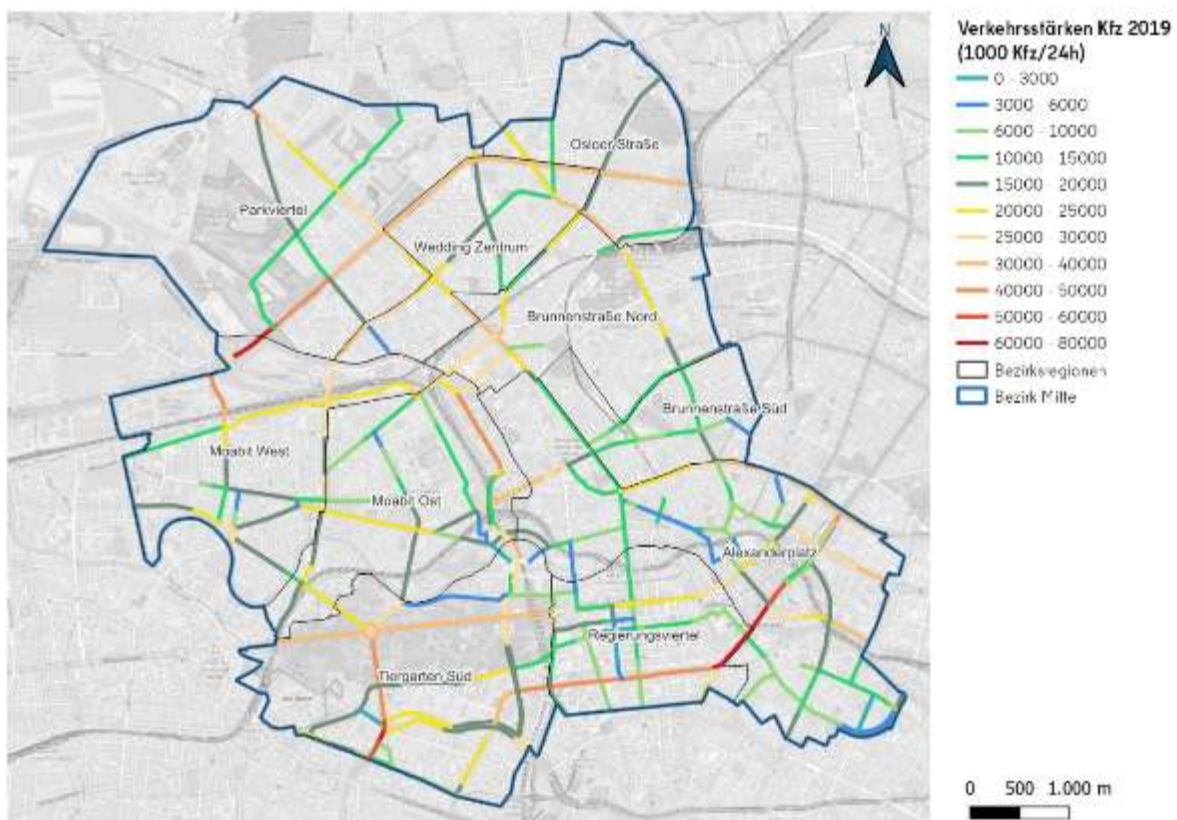 N
Verkehrsstärken Kfz 2019
(1000 Kfz/24h)
0 - 3000
3000 - 6000
6000 - 10000
10000 - 15000
15000 - 20000
20000 - 25000
25000 - 30000
30000 - 40000
40000 - 50000
50000 - 60000
60000 - 80000
Bezirksregionen
Bezirk Mitte
Osloer Straße
Parkviertel
Wedding Zentrum
Brunnenstraße Nord
Brunnenstraße Süd
Moabit West
Moabit Ost
Alexanderplatz
Regierungsviertel
Tiergarten Süd
0 500 1.000 m